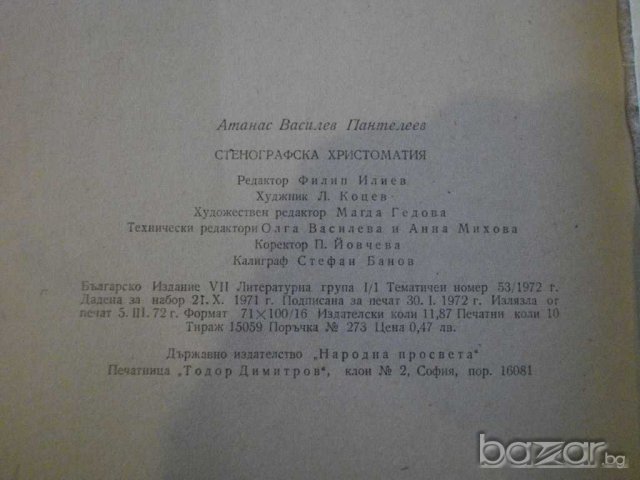 Атанас Василев Пантелеев
СТЕНОГРАФСКА ХРИСТОМАТИЯ
Редактор Филип Илиев
Худжник Л. Коцев
Художествен редактор Магда Гедова
Технически редактори Олга Василева и Анна Михова
Коректор П. Йовчева
Калиграф Стефан Банов
Българско Издание VII Литературна група I/1 Тематичен номер 53/1972 г.
Дадена за набор 21. X. 1971 г. Подписана за печат 30. I. 1972 г. Излязла от
печат 5. III. 72 г. Формат 71×100/16 Издателски коли 11,87 Печатни коли 10
Тираж 15059 Поръчка № 273 Цена 0,47 лв.
Държавно издателство „Народна просвета“
Печатница „Тодор Димитров“, клон № 2, София, пор. 16081
bazar.bg